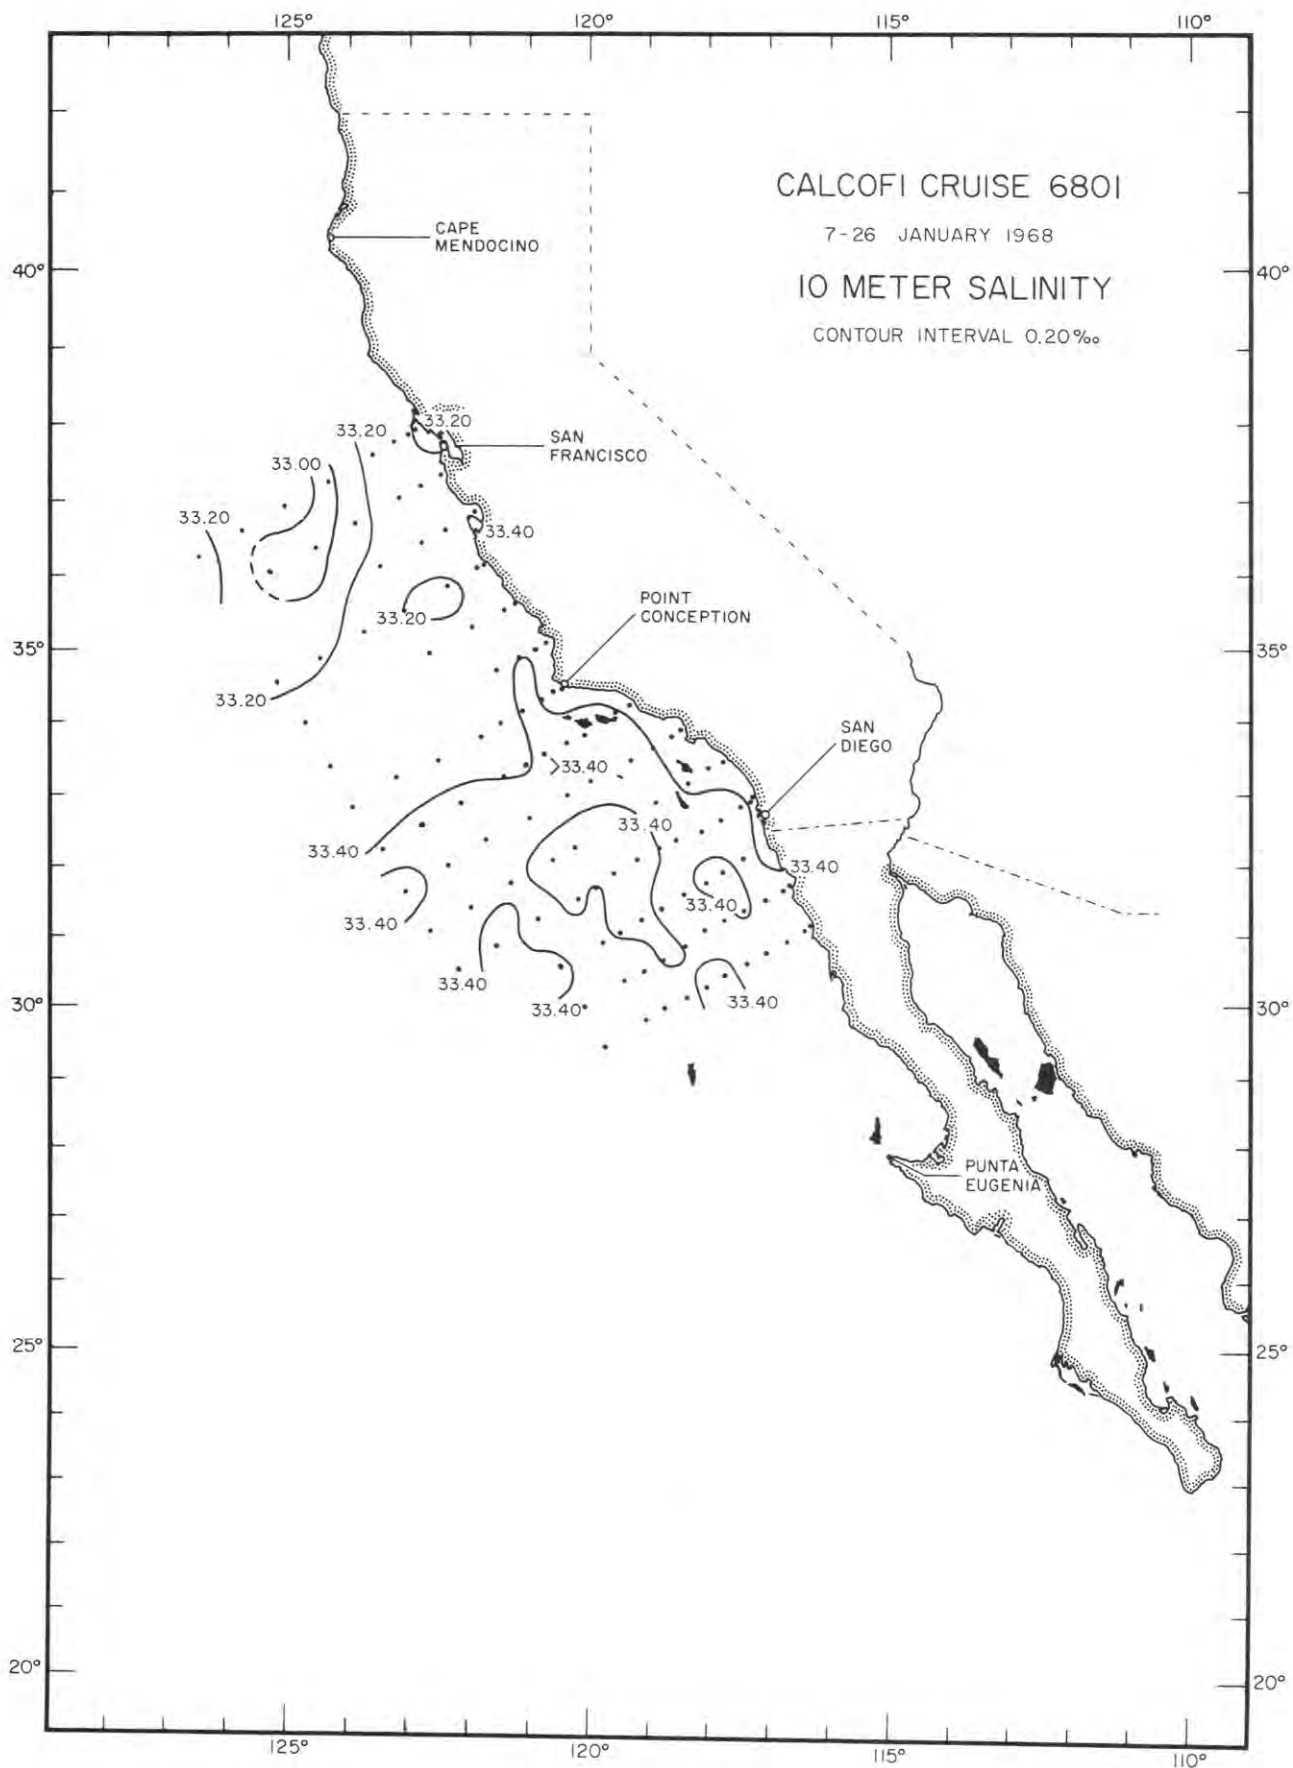 125°
120°
115°
110°
CALCOFI CRUISE 6801
7-26 JANUARY 1968
10 METER SALINITY
CONTOUR INTERVAL 0.20‰
CAPE
MENDOCINO
40°
40°
33.20
33.20
SAN
FRANCISCO
33.00
33.20
33.40
POINT
CONCEPTION
33.20
35°
35°
33.20
SAN
DIEGO
33.40
33.40
33.40
33.40
33.40
33.40
33.40
33.40
33.40
30°
30°
PUNTA
EUGENIA
25°
25°
20°
20°
125°
120°
115°
110°